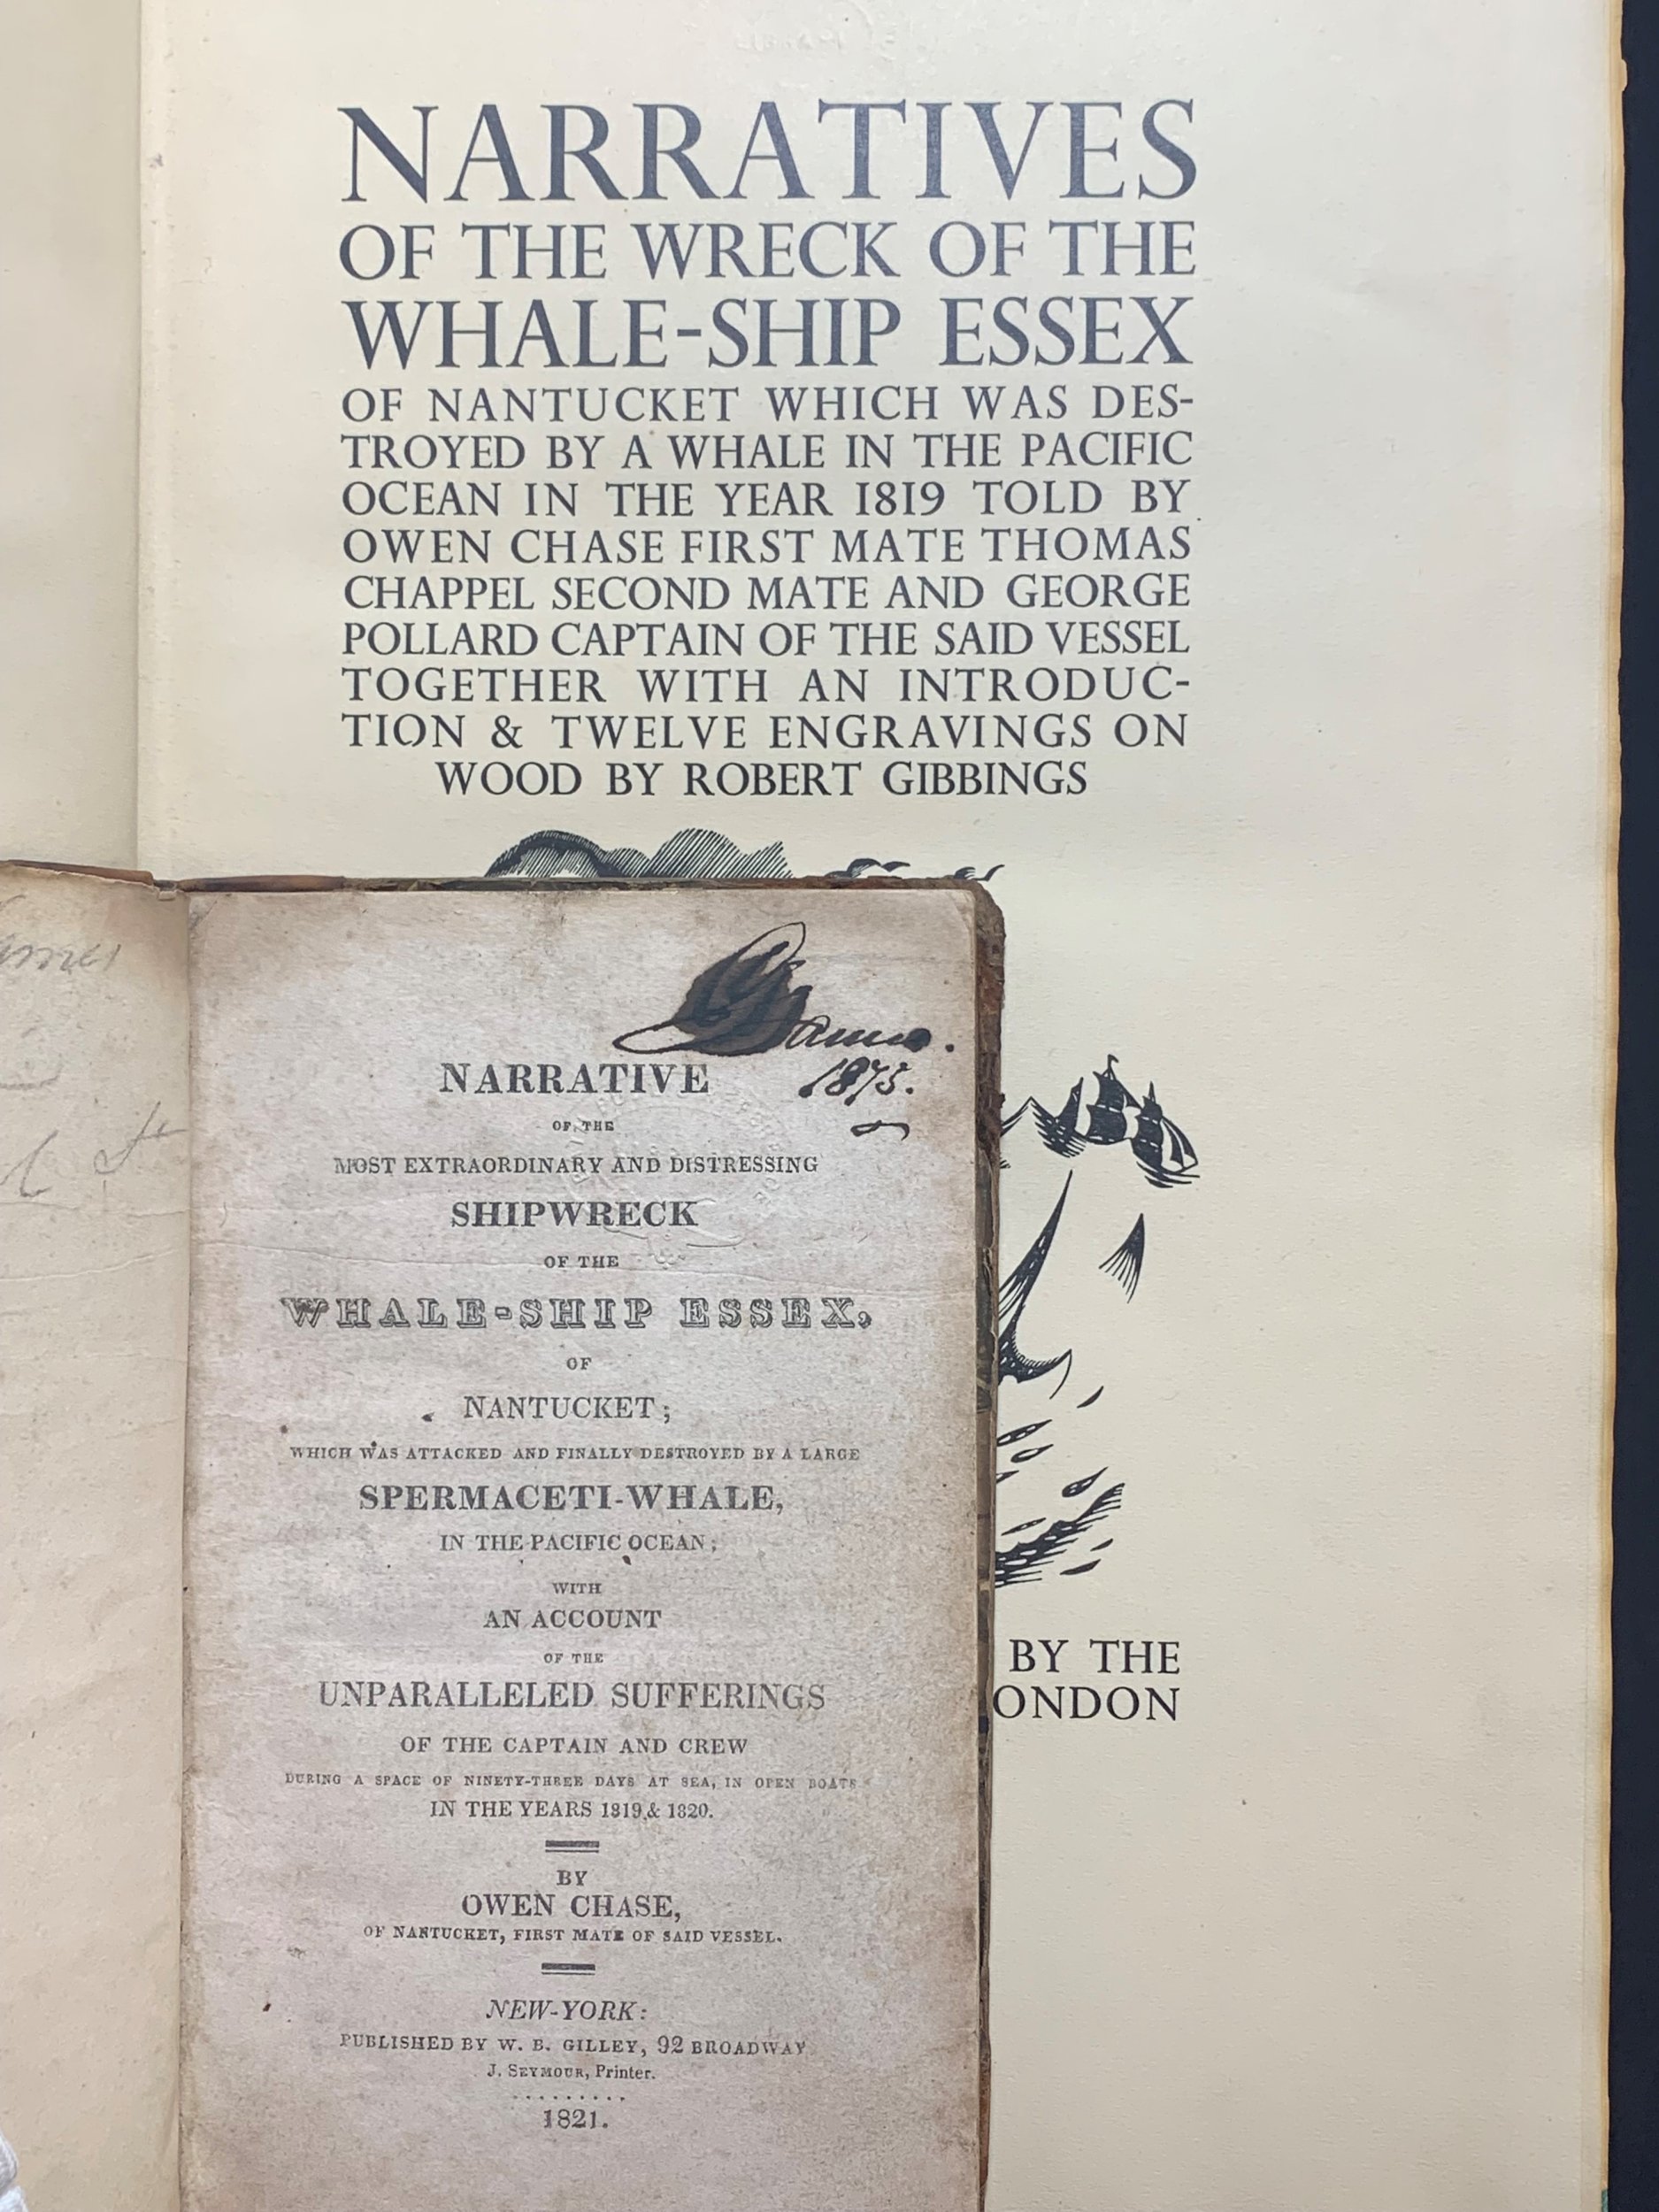 NARRATIVES
OF THE WRECK OF THE
WHALE-SHIP ESSEX
OF NANTUCKET WHICH WAS DES-
TROYED BY A WHALE IN THE PACIFIC
OCEAN IN THE YEAR 1819 TOLD BY
OWEN CHASE FIRST MATE THOMAS
CHAPPEL SECOND MATE AND GEORGE
POLLARD CAPTAIN OF THE SAID VESSEL
TOGETHER WITH AN INTRODUC-
TION & TWELVE ENGRAVINGS ON
WOOD BY ROBERT GIBBINGS
BY THE
ONDON
1875.
NARRATIVE
OF THE
MOST EXTRAORDINARY AND DISTRESSING
SHIPWRECK
OF THE
WHALE-SHIP ESSEX,
OF
NANTUCKET;
WHICH WAS ATTACKED AND FINALLY DESTROYED BY A LARGE
SPERMACETI-WHALE,
IN THE PACIFIC OCEAN;
WITH
AN ACCOUNT
OF THE
UNPARALLELED SUFFERINGS
OF THE CAPTAIN AND CREW
DURING A SPACE OF NINETY-THREE DAYS AT SEA, IN OPEN BOATS
IN THE YEARS 1819 & 1820.
BY
OWEN CHASE,
OF NANTUCKET, FIRST MATE OF SAID VESSEL.
NEW-YORK:
PUBLISHED BY W. B. GILLEY, 92 BROADWAY
J. SEYMOUR, Printer.
1821.